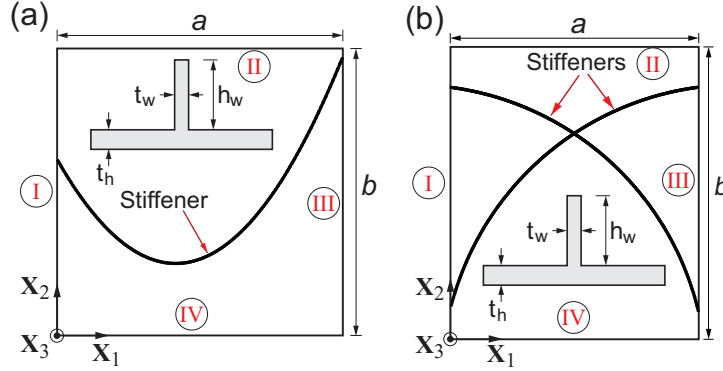 (a)
a
II
t_w
h_w
t_h
I
b
III
Stiffener
X_2
IV
X_3
X_1
(b)
a
Stiffeners
II
I
III
b
t_w
h_w
X_2
t_h
IV
X_3
X_1